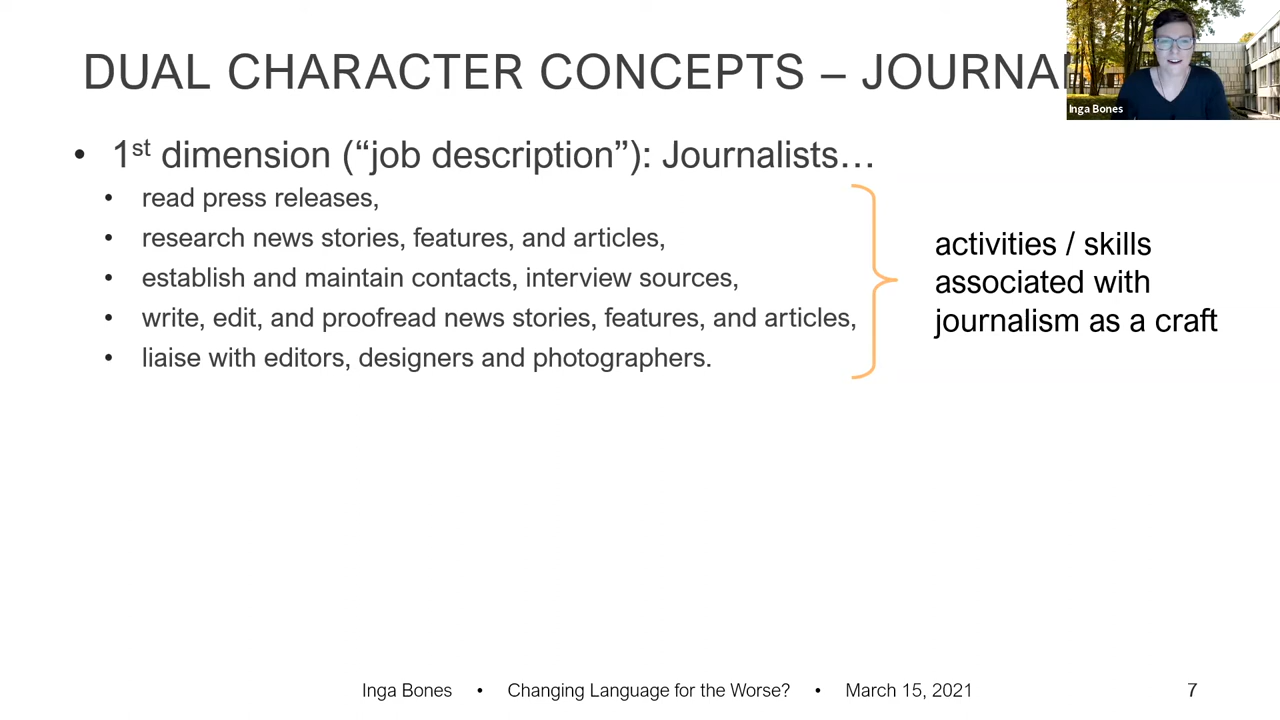 DUAL CHARACTER CONCEPTS – JOURNA
Inga Bones
• 1st dimension (“job description”): Journalists…
• read press releases,
• research news stories, features, and articles,
• establish and maintain contacts, interview sources,
• write, edit, and proofread news stories, features, and articles,
• liaise with editors, designers and photographers.
activities / skills
associated with
journalism as a craft
Inga Bones • Changing Language for the Worse? • March 15, 2021 7